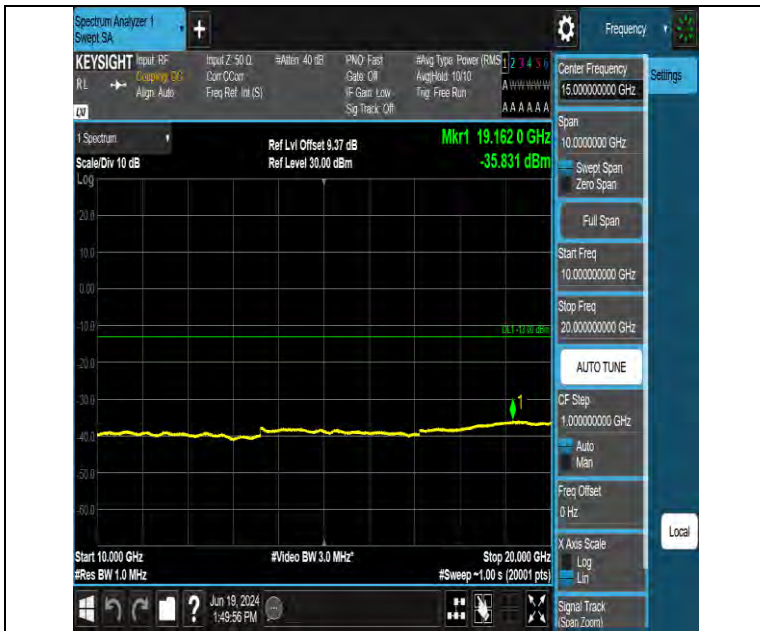 Spectrum Analyzer 1
Swept SA
+
Frequency
KEYSIGHT
RL
Input: RF
Coupling: DC
Align: Auto
Input Z: 50 Ω
Corr CCorr
Freq Ref: Int (S)
#Atten: 40 dB
PNO: Fast
Gate: Off
IF Gain: Low
Sig Track: Off
#Avg Type: Power (RMS
Avg|Hold: 10/10
Trig: Free Run
1 2 3 4 5 6
A W W W W W
A A A A A A
Settings
1 Spectrum
Scale/Div 10 dB
Log
Ref Lvl Offset 9.37 dB
Ref Level 30.00 dBm
Mkr1 19.162 0 GHz
-35.831 dBm
20.0
10.0
0.00
-10.0
-20.0
-30.0
-40.0
-50.0
-60.0
DL1 -13.00 dBm
1
Start 10.000 GHz
#Res BW 1.0 MHz
#Video BW 3.0 MHz*
Stop 20.000 GHz
#Sweep ~1.00 s (20001 pts)
Center Frequency
15.000000000 GHz
Span
10.0000000 GHz
Swept Span
Zero Span
Full Span
Start Freq
10.000000000 GHz
Stop Freq
20.000000000 GHz
AUTO TUNE
CF Step
1.000000000 GHz
Auto
Man
Freq Offset
0 Hz
X Axis Scale
Log
Lin
Signal Track
(Span Zoom)
Local
?
Jun 19, 2024
1:49:56 PM